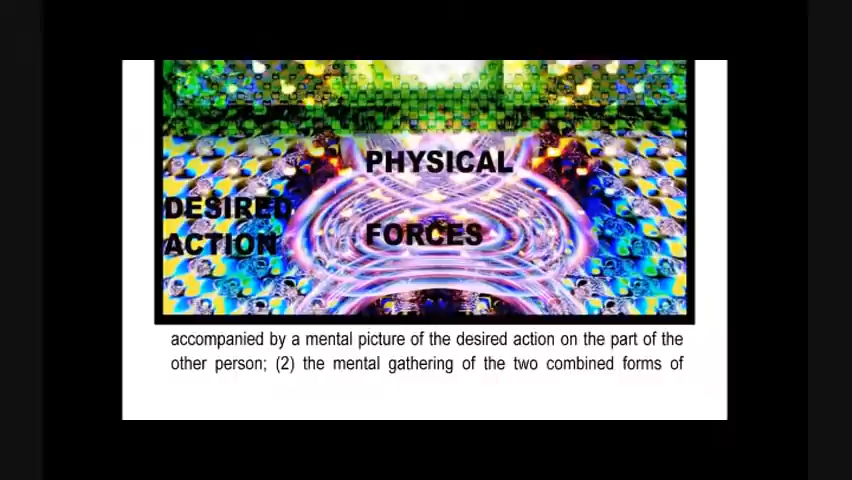 PHYSICAL
DESIRED
ACTION
FORCES
accompanied by a mental picture of the desired action on the part of the
other person; (2) the mental gathering of the two combined forms of